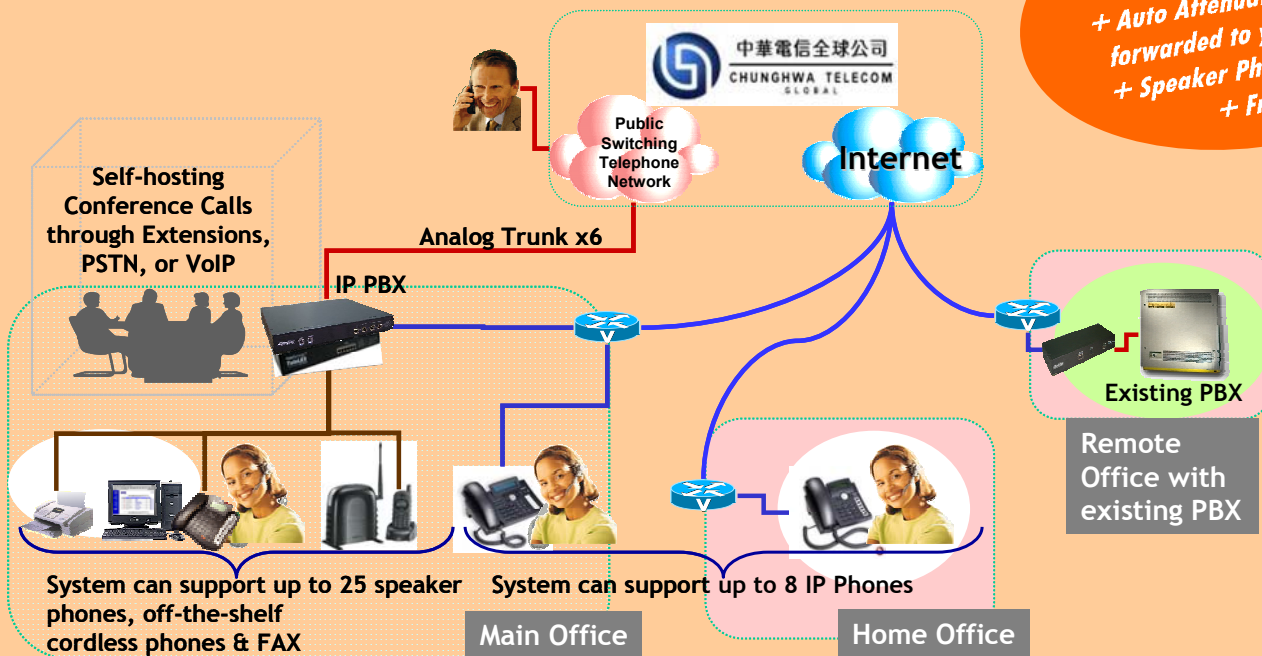 + Auto
forwarded to
+ Speaker
+
中華電信全球公司
CHUNGHWA TELECOM
GLOBAL
Public
Switching
Telephone
Network
Internet
Self-hosting
Conference Calls
through Extensions,
PSTN, or VoIP
Analog Trunk x6
IP PBX
V
V
V
Existing PBX
Remote
Office with
existing PBX
System can support up to 25 speaker
phones, off-the-shelf
cordless phones & FAX
System can support up to 8 IP Phones
Main Office
Home Office